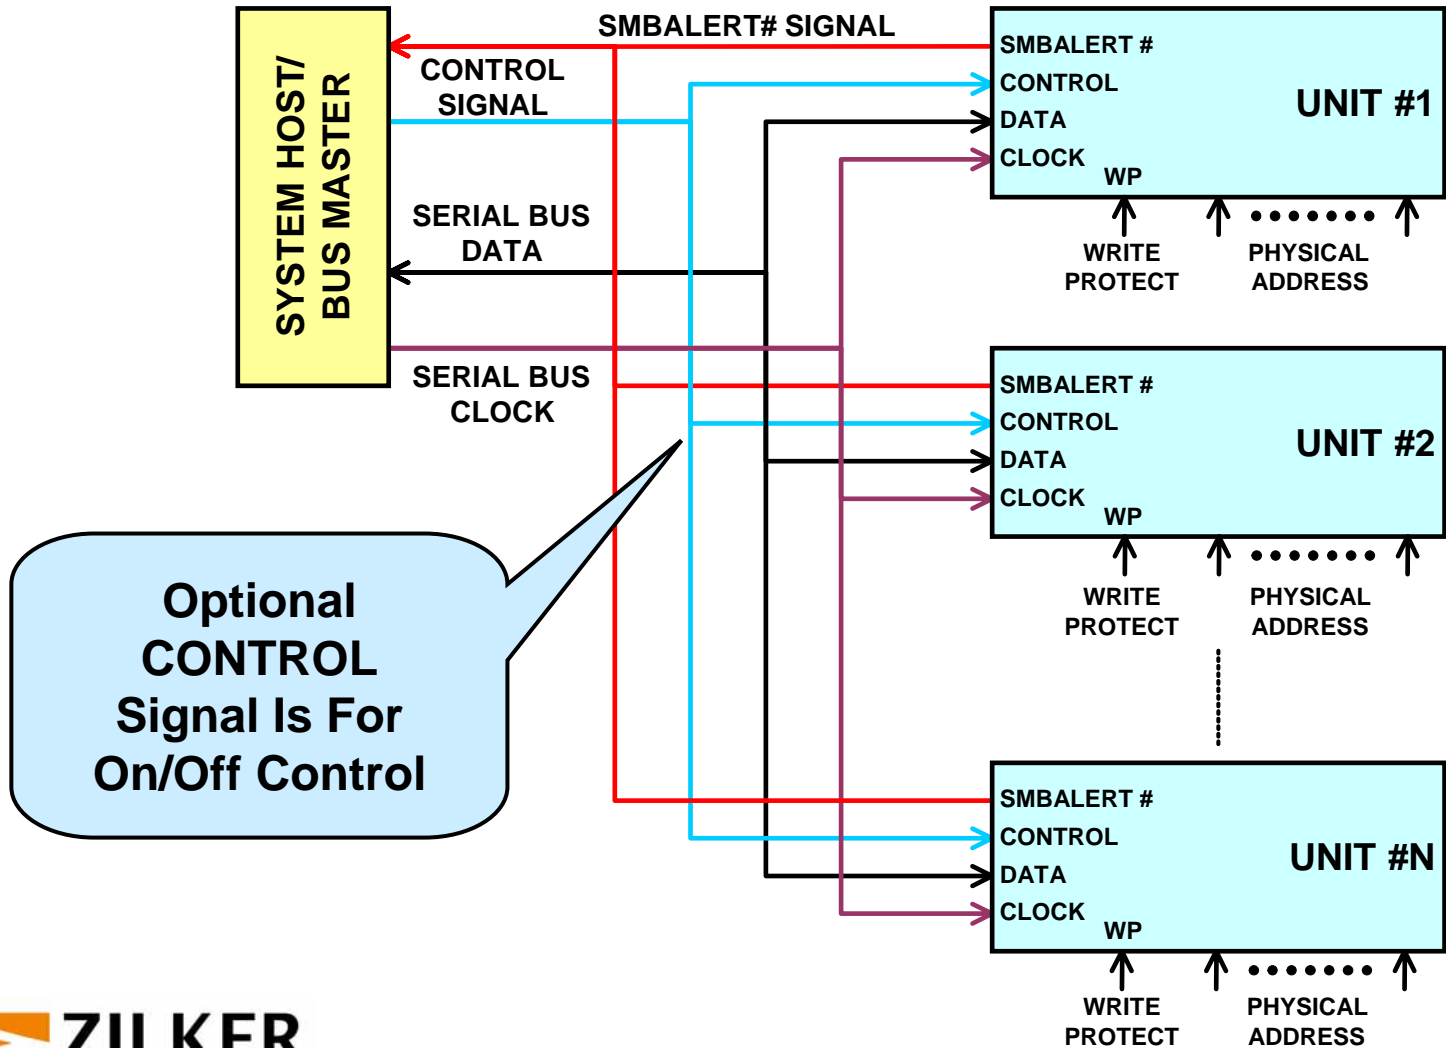 SMBALERT# SIGNAL
CONTROL
SIGNAL
SYSTEM HOST/
BUS MASTER
SERIAL BUS
DATA
SERIAL BUS
CLOCK
SMBALERT #
CONTROL
DATA
CLOCK
WP
UNIT #1
WRITE
PROTECT
PHYSICAL
ADDRESS
SMBALERT #
CONTROL
DATA
CLOCK
WP
UNIT #2
WRITE
PROTECT
PHYSICAL
ADDRESS
Optional
CONTROL
Signal Is For
On/Off Control
SMBALERT #
CONTROL
DATA
CLOCK
WP
UNIT #N
WRITE
PROTECT
PHYSICAL
ADDRESS
ZILKER